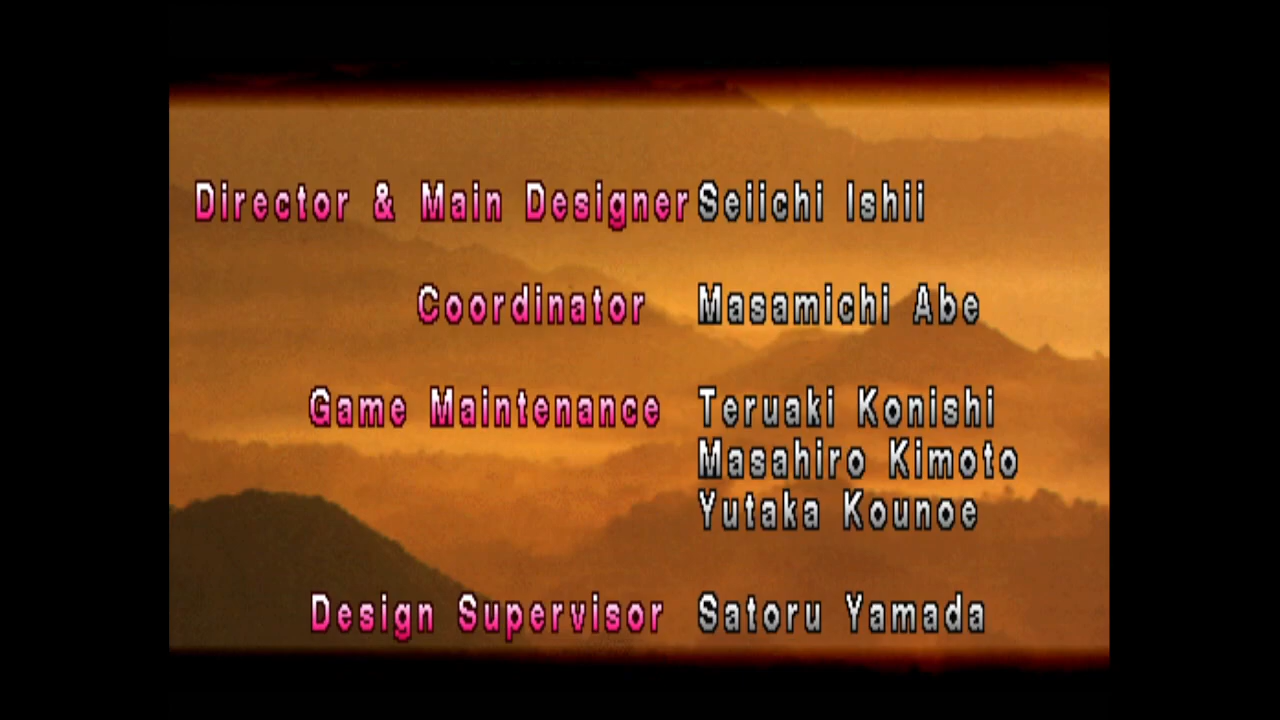 Director & Main Designer Seiichi Ishii
Coordinator Masamichi Abe
Game Maintenance Teruaki Konishi
Masahiro Kimoto
Yutaka Kounoe
Design Supervisor Satoru Yamada